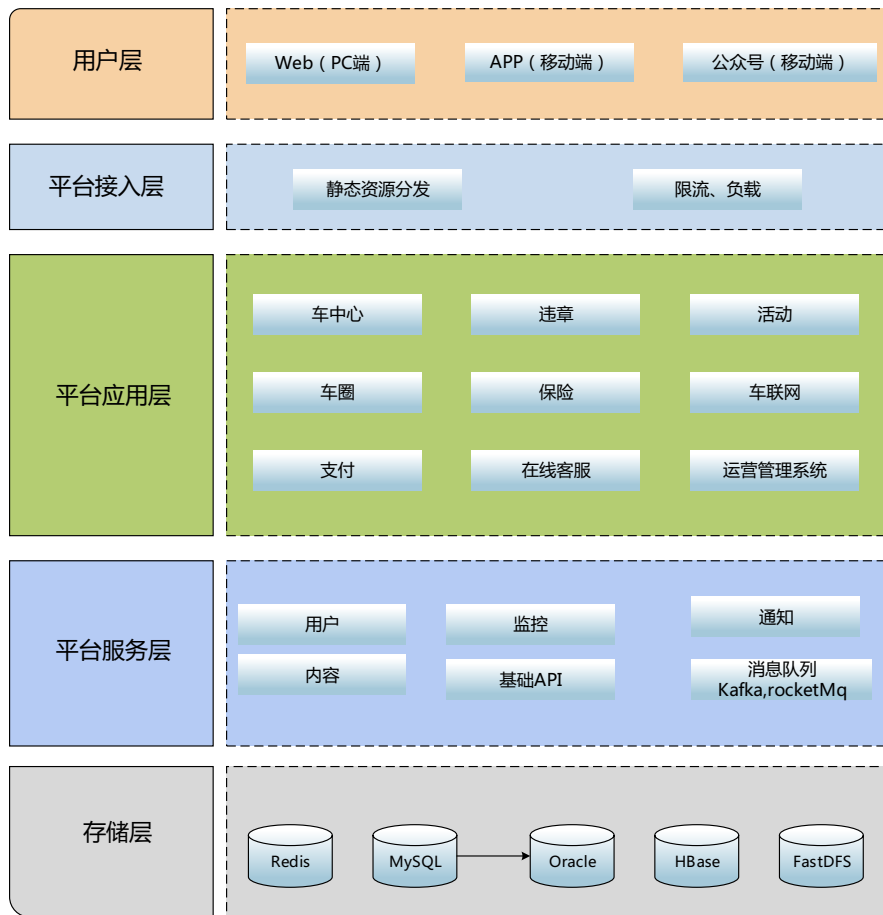 用户层
Web（PC端）
APP（移动端）
公众号（移动端）
平台接入层
静态资源分发
限流、负载
平台应用层
车中心
违章
活动
车圈
保险
车联网
支付
在线客服
运营管理系统
平台服务层
用户
监控
通知
内容
基础API
消息队列
Kafka,rocketMq
存储层
Redis
MySQL
Oracle
HBase
FastDFS